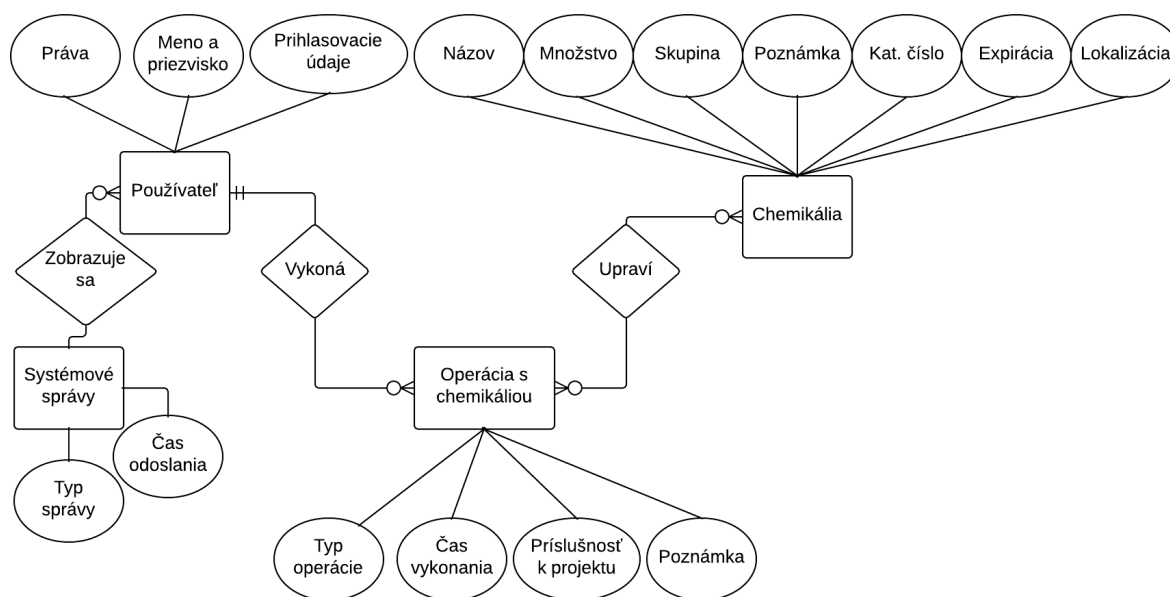 Práva
Meno a
priezvisko
Prihlasovacie
údaje
Názov
Množstvo
Skupina
Poznámka
Kat. číslo
Expirácia
Lokalizácia
Používateľ
Chemikália
Zobrazuje
sa
Vykoná
Upraví
Systémové
správy
Operácia s
chemikáliou
Čas
odoslania
Typ
správy
Typ
operácie
Čas
vykonania
Príslušnosť
k projektu
Poznámka